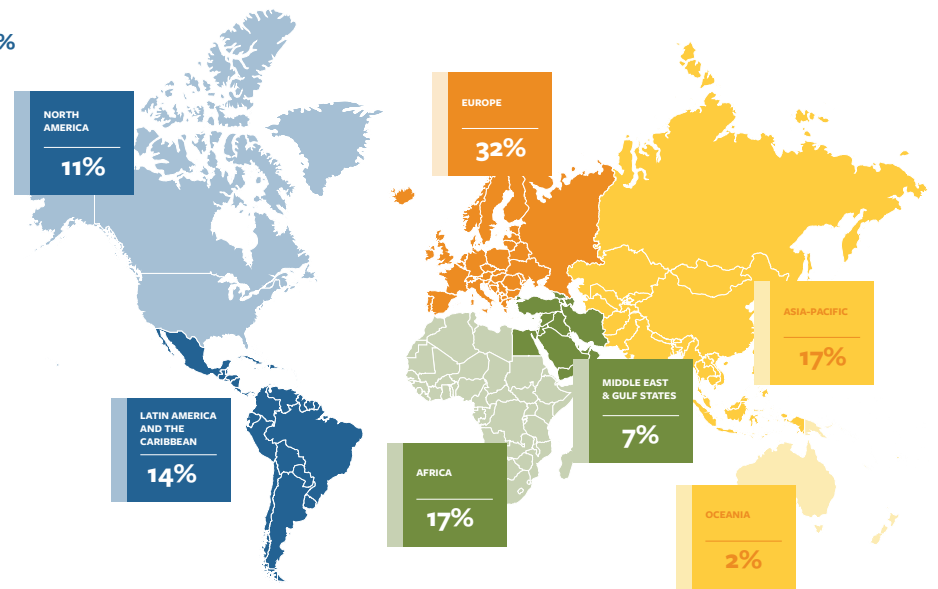 %
NORTH
AMERICA
11%
EUROPE
32%
ASIA-PACIFIC
17%
MIDDLE EAST
& GULF STATES
7%
LATIN AMERICA
AND THE
CARIBBEAN
14%
AFRICA
17%
OCEANIA
2%